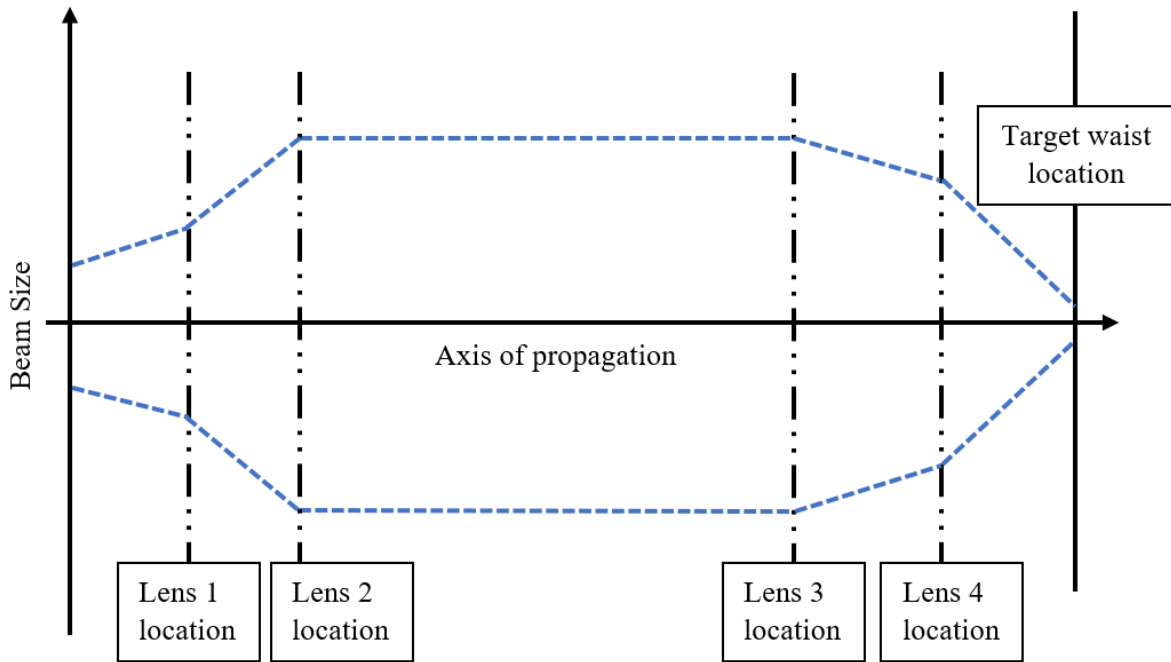 Target waist
location
Beam Size
Axis of propagation
Lens 1
location
Lens 2
location
Lens 3
location
Lens 4
location